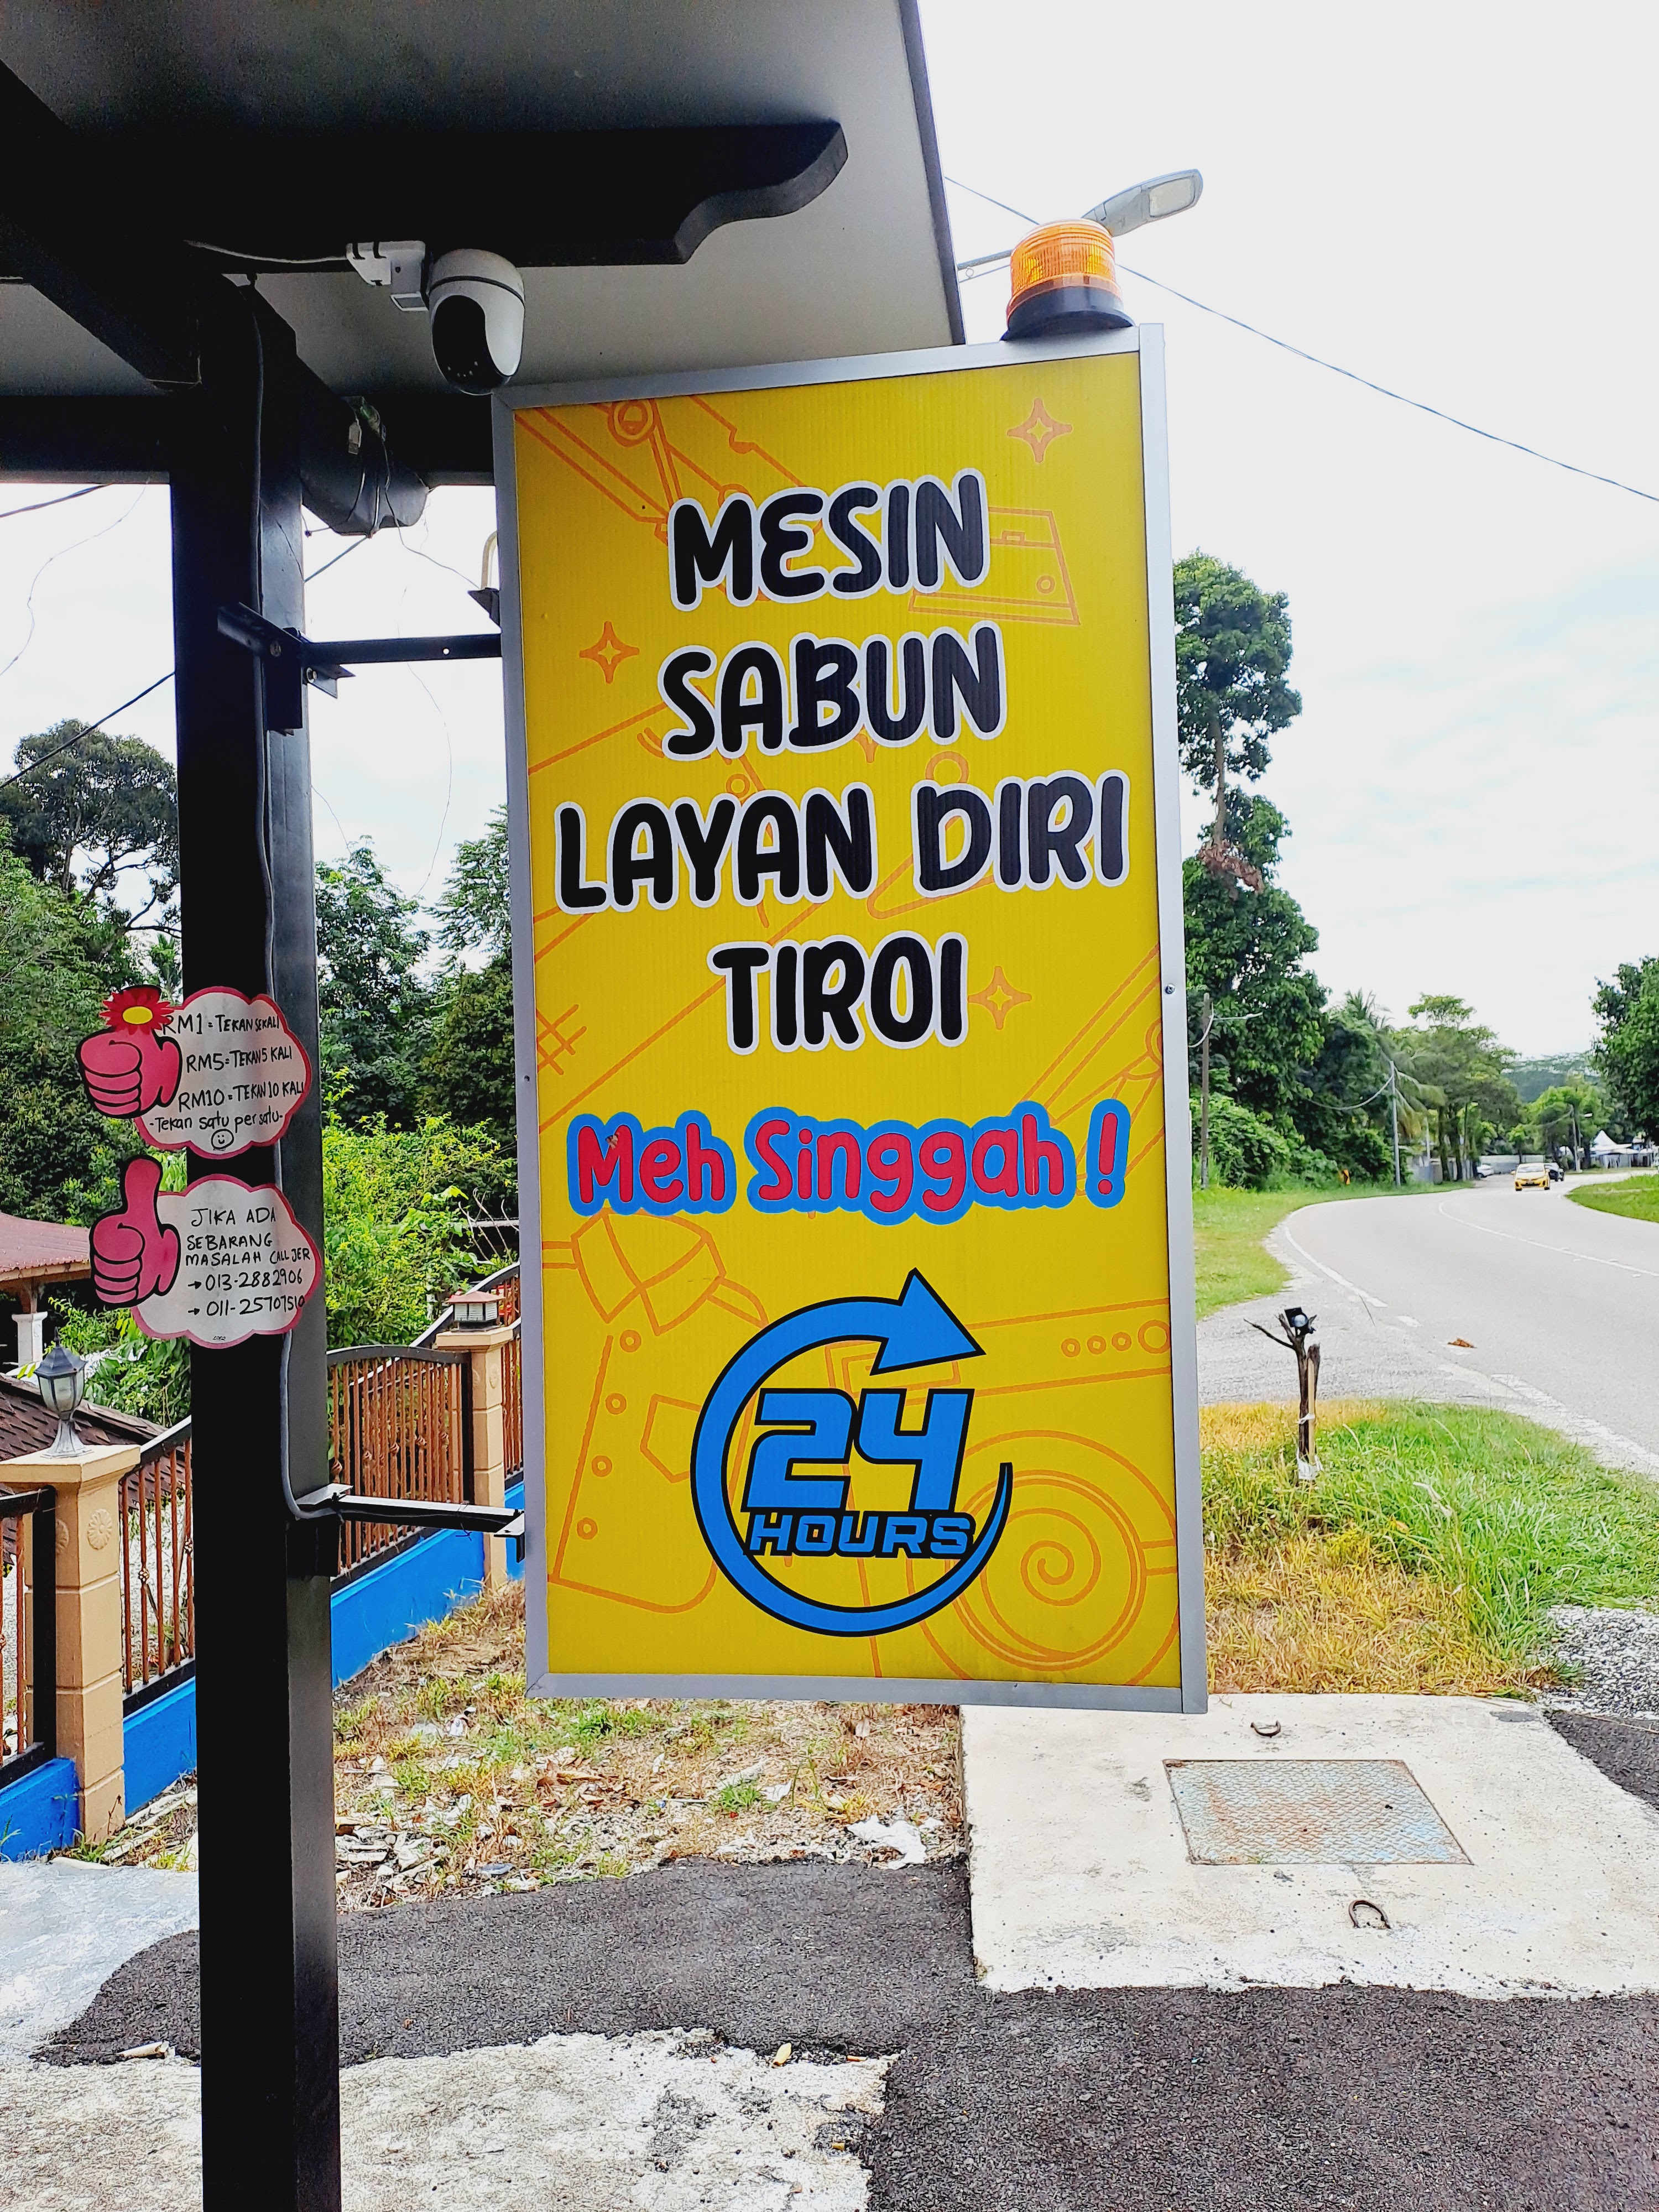 MESIN
SABUN
LAYAN DIRI
TIROI
Meh Singgah!
24
HOURS
RM1 = TEKAN SEKALI
RM5 = TEKAN 5 KALI
RM10 = TEKAN 10 KALI
-Tekan satu per satu-
JIKA ADA
SEBARANG
MASALAH CALL JER
→ 013-2882906
→ 011-25707510